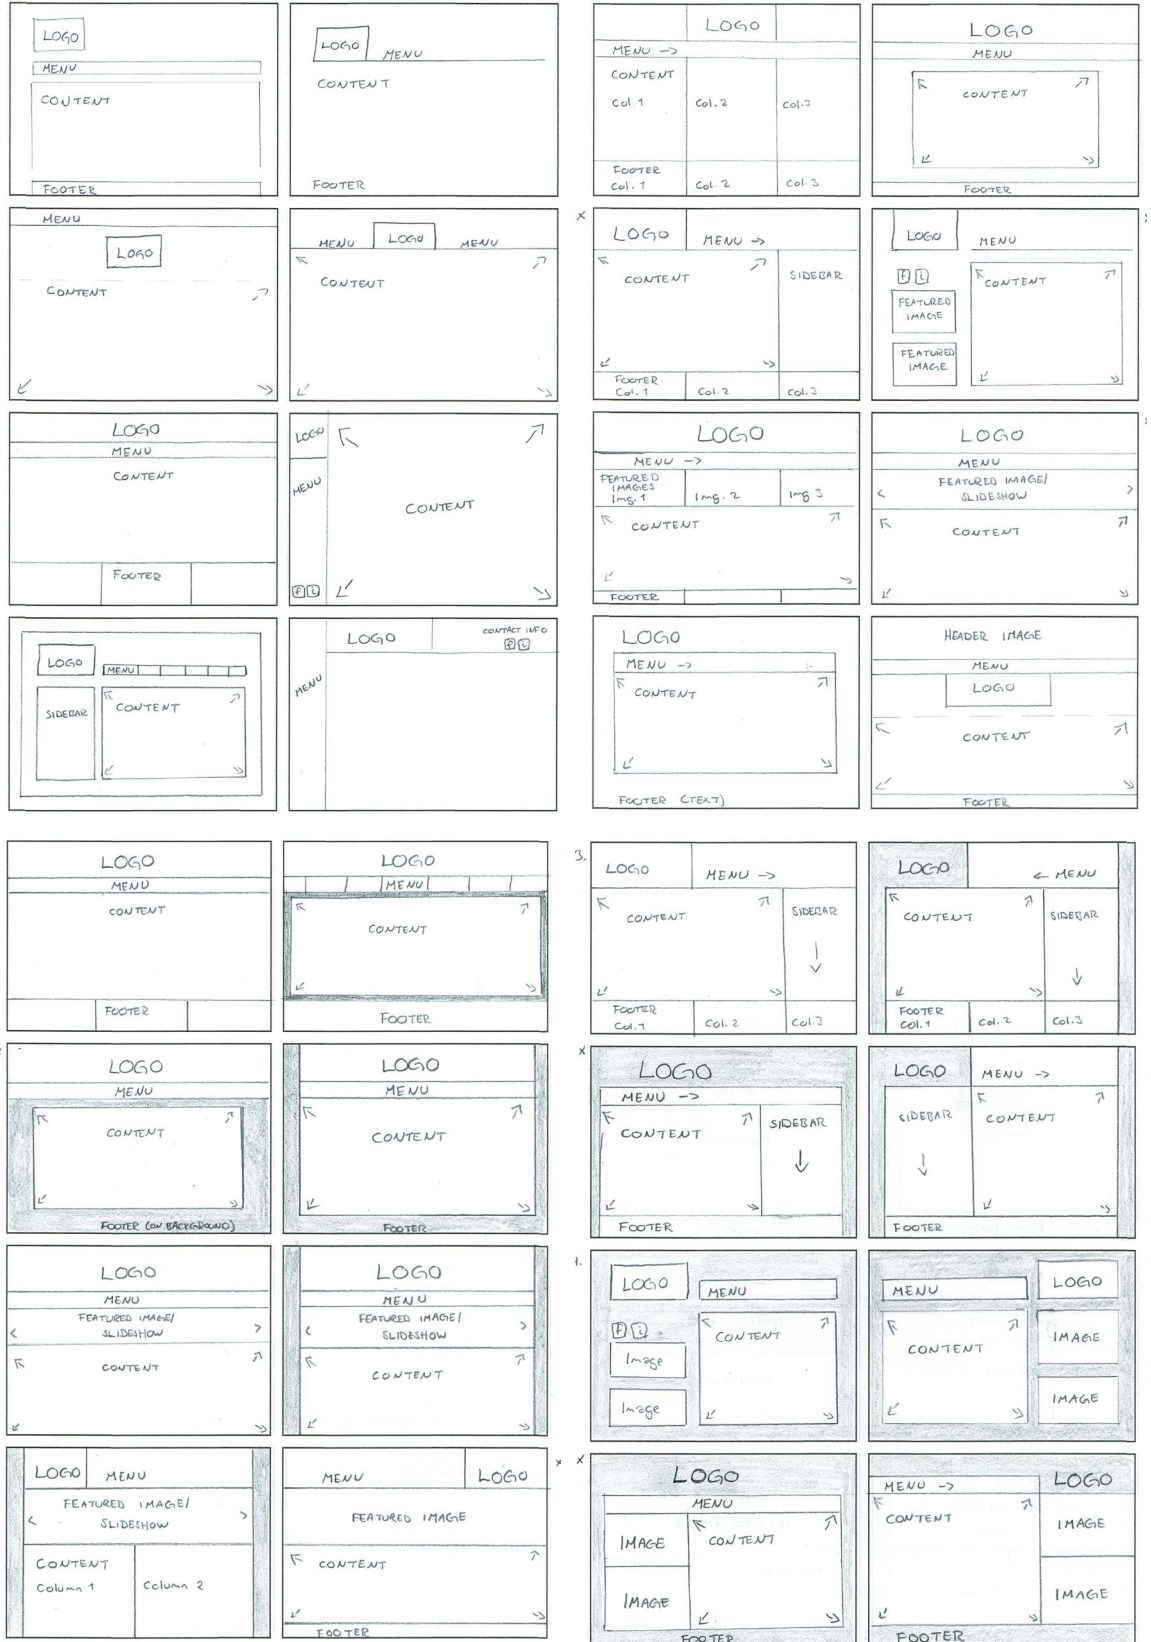 LOGO
MENU
CONTENT
FOOTER
LOGO
MENU
CONTENT
FOOTER
LOGO
MENU →
CONTENT
Col. 1
Col. 2
Col. 3
FOOTER
Col. 1
Col. 2
Col. 3
LOGO
MENU
CONTENT
FOOTER
MENU
LOGO
CONTENT
MENU
LOGO
MENU
CONTENT
x
LOGO
MENU →
CONTENT
SIDEBAR
FOOTER
Col. 1
Col. 2
Col. 3
LOGO
MENU
f i
FEATURED
IMAGE
FEATURED
IMAGE
CONTENT
LOGO
MENU
CONTENT
FOOTER
LOGO
MENU
CONTENT
f i
LOGO
MENU →
FEATURED
IMAGES
Img. 1
Img. 2
Img 3
CONTENT
FOOTER
LOGO
MENU
FEATURED IMAGE/
< SLIDESHOW >
CONTENT
LOGO
MENU
SIDEBAR
CONTENT
LOGO
CONTACT INFO
f i
MENU
LOGO
MENU →
CONTENT
FOOTER (TEXT)
HEADER IMAGE
MENU
LOGO
CONTENT
FOOTER
LOGO
MENU
CONTENT
FOOTER
LOGO
MENU
CONTENT
FOOTER
3.
LOGO
MENU →
CONTENT
SIDEBAR
FOOTER
Col. 1
Col. 2
Col. 3
LOGO
← MENU
CONTENT
SIDEBAR
FOOTER
Col. 1
Col. 2
Col. 3
LOGO
MENU
CONTENT
FOOTER (ON BACKGROUND)
LOGO
MENU
CONTENT
FOOTER
x
LOGO
MENU →
CONTENT
SIDEBAR
FOOTER
LOGO
MENU →
SIDEBAR
CONTENT
FOOTER
LOGO
MENU
FEATURED IMAGE/
< SLIDESHOW >
CONTENT
LOGO
MENU
FEATURED IMAGE/
< SLIDESHOW >
CONTENT
1.
LOGO
MENU
f i
Image
Image
CONTENT
MENU
LOGO
CONTENT
IMAGE
IMAGE
LOGO
MENU
FEATURED IMAGE/
< SLIDESHOW >
CONTENT
Column 1
Column 2
MENU
LOGO
FEATURED IMAGE
CONTENT
FOOTER
x
x
LOGO
MENU
IMAGE
IMAGE
CONTENT
FOOTER
MENU →
LOGO
CONTENT
IMAGE
IMAGE
FOOTER